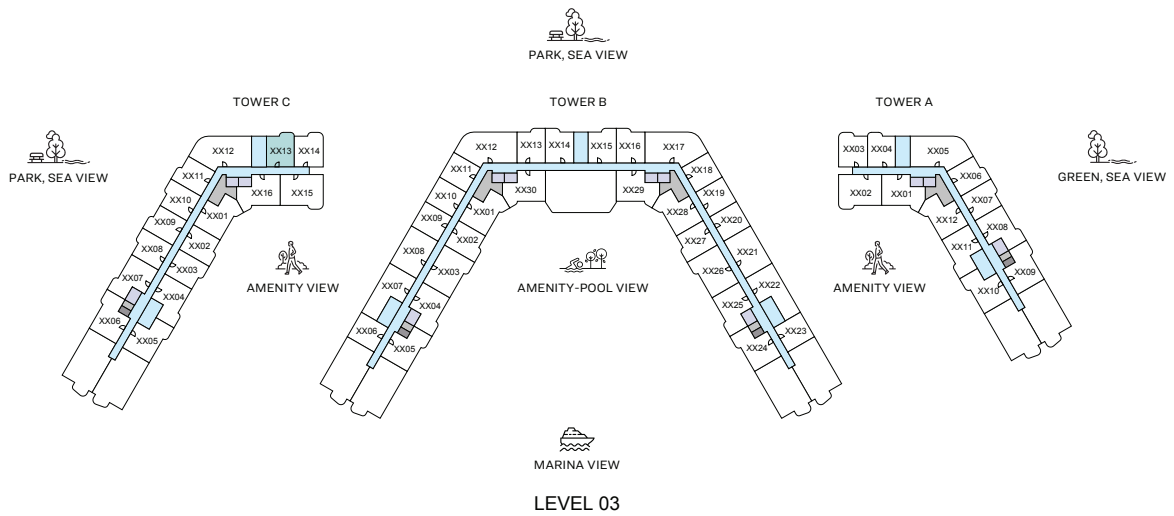 PARK, SEA VIEW
TOWER C
TOWER B
TOWER A
PARK, SEA VIEW
GREEN, SEA VIEW
XX12
XX13
XX14
XX11
XX16
XX15
XX10
XX01
XX09
XX02
XX08
XX03
XX07
XX04
XX06
XX05
AMENITY VIEW
XX12
XX13
XX14
XX15
XX16
XX17
XX11
XX30
XX29
XX18
XX10
XX01
XX28
XX19
XX09
XX02
XX27
XX20
XX08
XX03
XX26
XX21
XX07
XX04
XX25
XX22
XX06
XX05
XX24
XX23
AMENITY-POOL VIEW
XX03
XX04
XX05
XX02
XX01
XX06
XX12
XX07
XX11
XX08
XX10
XX09
AMENITY VIEW
MARINA VIEW
LEVEL 03